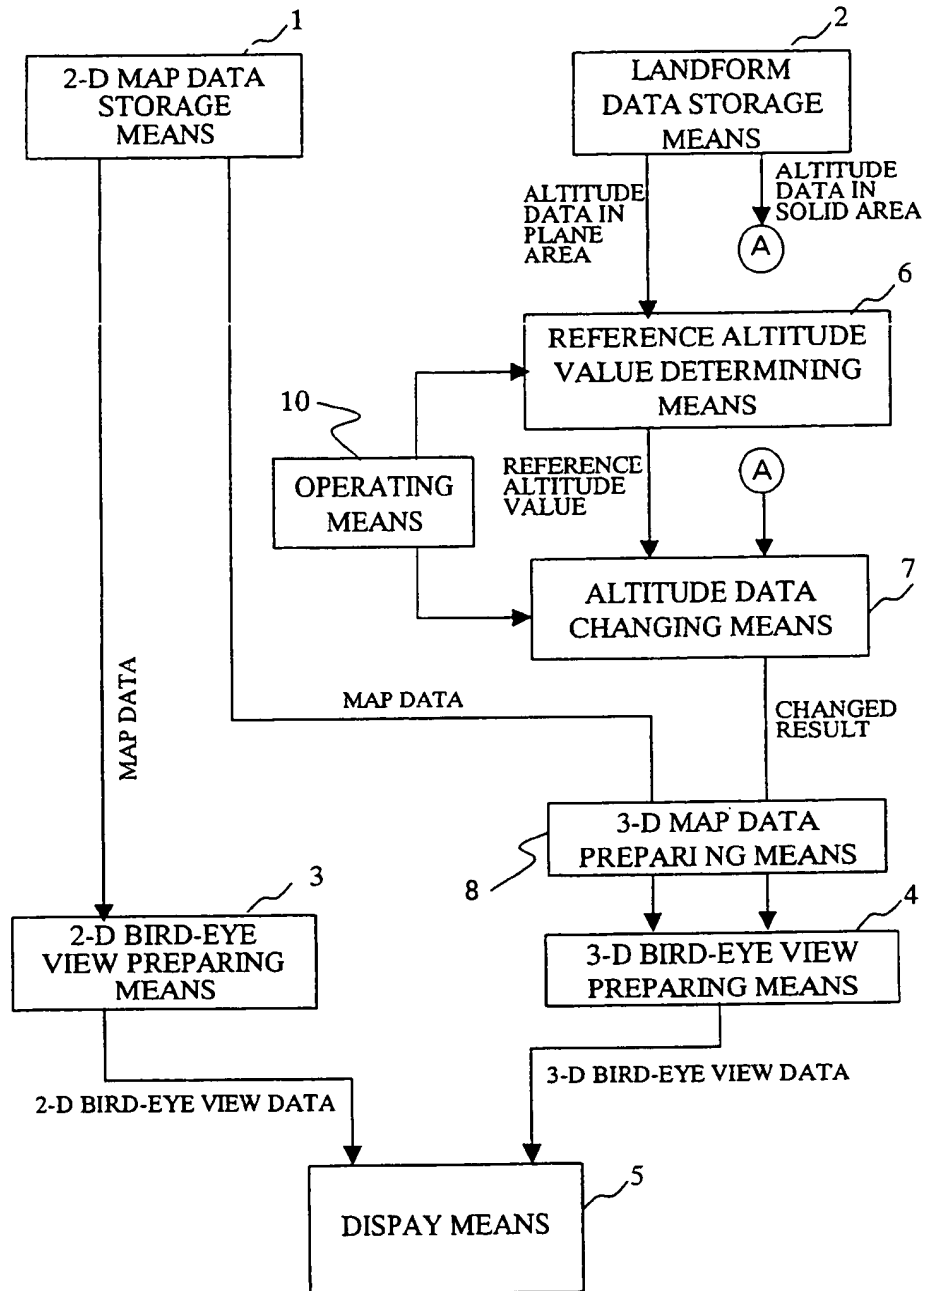 1
2-D MAP DATA
STORAGE
MEANS
2
LANDFORM
DATA STORAGE
MEANS
ALTITUDE
DATA IN
PLANE
AREA
ALTITUDE
DATA IN
SOLID AREA
A
6
REFERENCE ALTITUDE
VALUE DETERMINING
MEANS
10
OPERATING
MEANS
REFERENCE
ALTITUDE
VALUE
A
7
ALTITUDE DATA
CHANGING MEANS
MAP DATA
MAP DATA
CHANGED
RESULT
8
3-D MAP DATA
PREPARI NG MEANS
3
2-D BIRD-EYE
VIEW PREPARING
MEANS
4
3-D BIRD-EYE VIEW
PREPARING MEANS
2-D BIRD-EYE VIEW DATA
3-D BIRD-EYE VIEW DATA
5
DISPAY MEANS